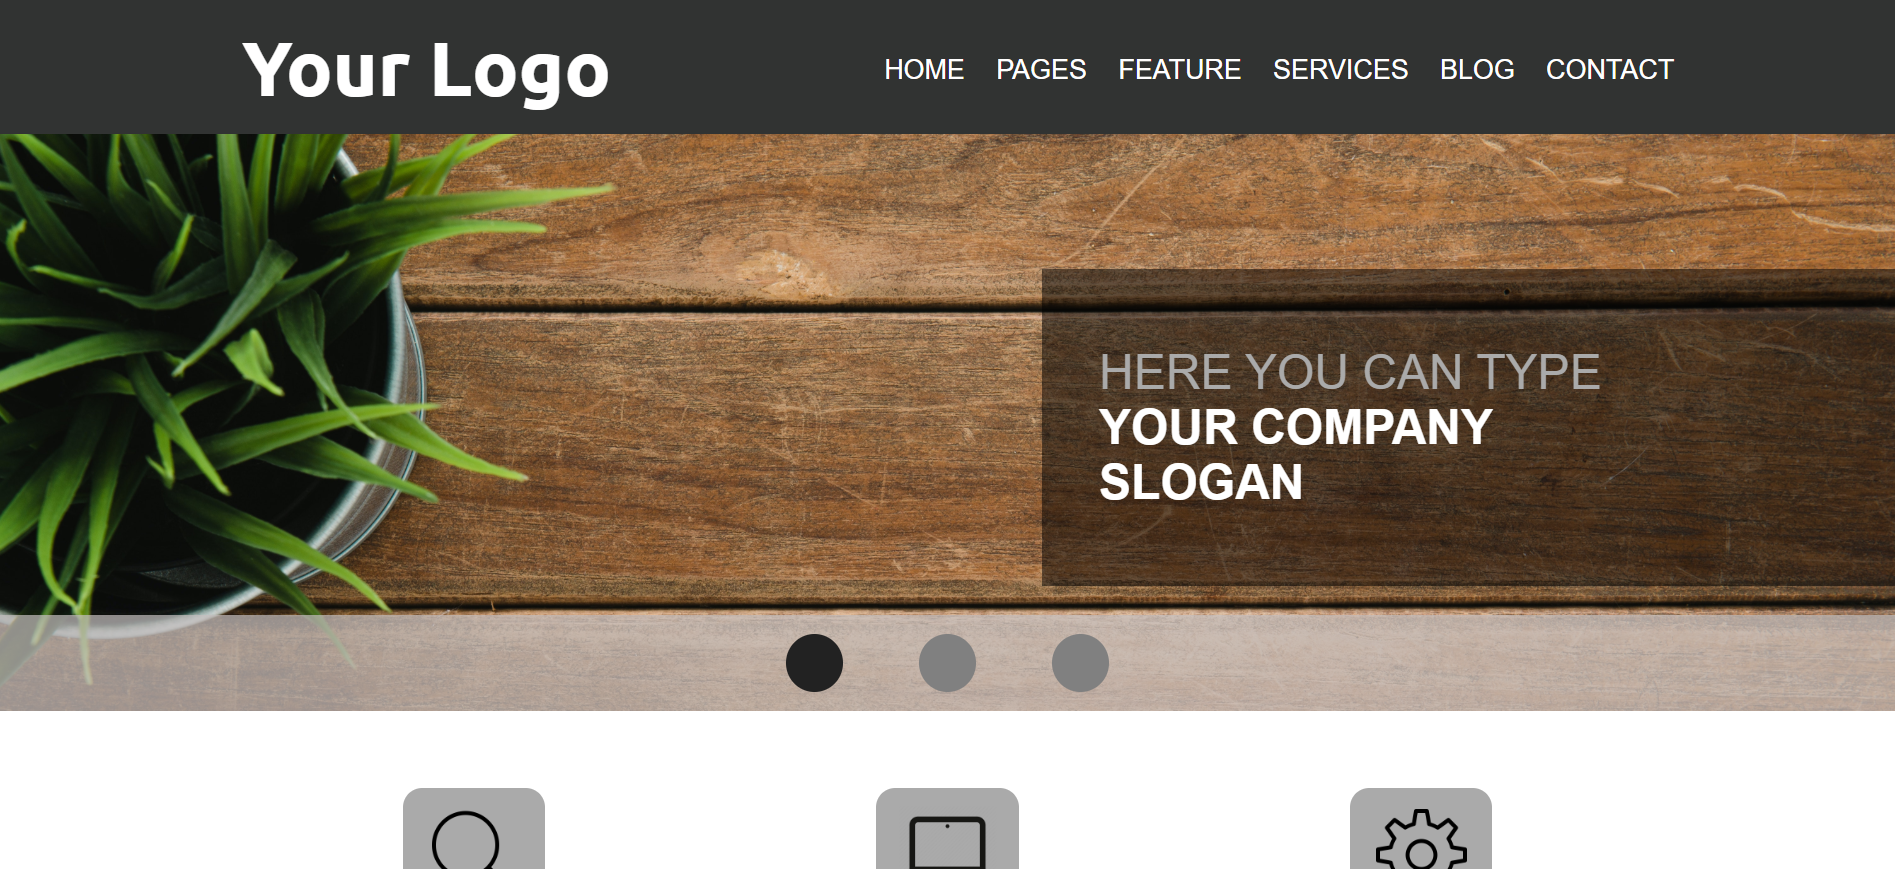 Your Logo
HOME PAGES FEATURE SERVICES BLOG CONTACT
HERE YOU CAN TYPE
YOUR COMPANY
SLOGAN